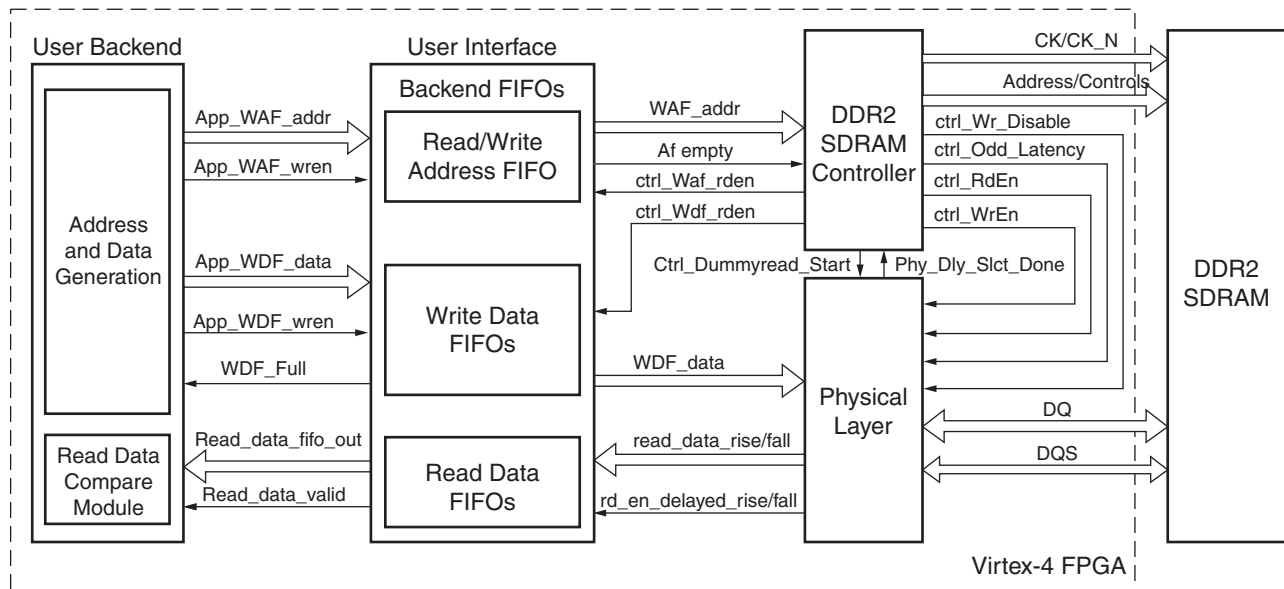 User Backend
Address
and Data
Generation
Read Data
Compare
Module
App_WAF_addr
App_WAF_wren
App_WDF_data
App_WDF_wren
WDF_Full
Read_data_fifo_out
Read_data_valid
User Interface
Backend FIFOs
Read/Write
Address FIFO
Write Data
FIFOs
Read Data
FIFOs
WAF_addr
Af empty
ctrl_Waf_rden
ctrl_Wdf_rden
Ctrl_Dummyread_Start
Phy_Dly_Slct_Done
WDF_data
read_data_rise/fall
rd_en_delayed_rise/fall
DDR2
SDRAM
Controller
Physical
Layer
CK/CK_N
Address/Controls
ctrl_Wr_Disable
ctrl_Odd_Latency
ctrl_RdEn
ctrl_WrEn
DQ
DQS
DDR2
SDRAM
Virtex-4 FPGA